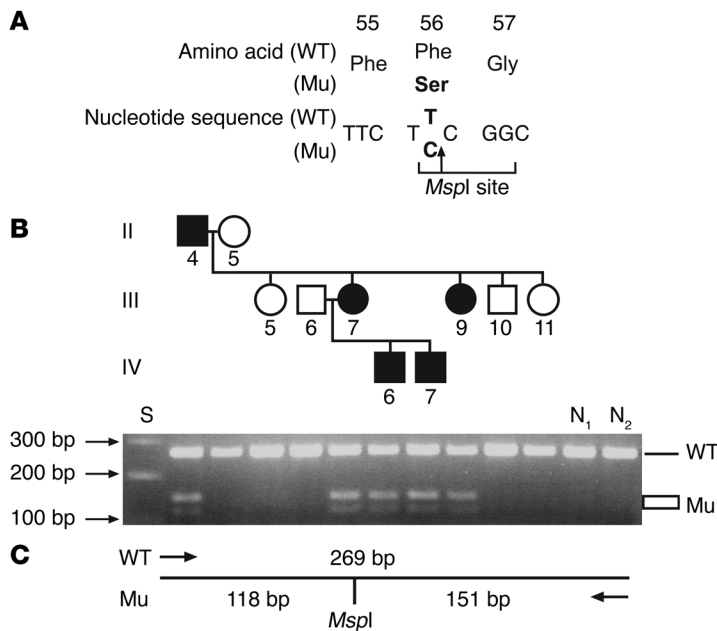 A
55 56 57
Amino acid (WT) Phe Phe Gly
(Mu) Ser
Nucleotide sequence (WT) TTC T T C GGC
(Mu) C
MspI site
B
II
4 5
III
5 6 7 9 10 11
IV
6 7
S N1 N2
300 bp WT
200 bp
100 bp Mu
C
WT 269 bp
Mu 118 bp 151 bp
MspI